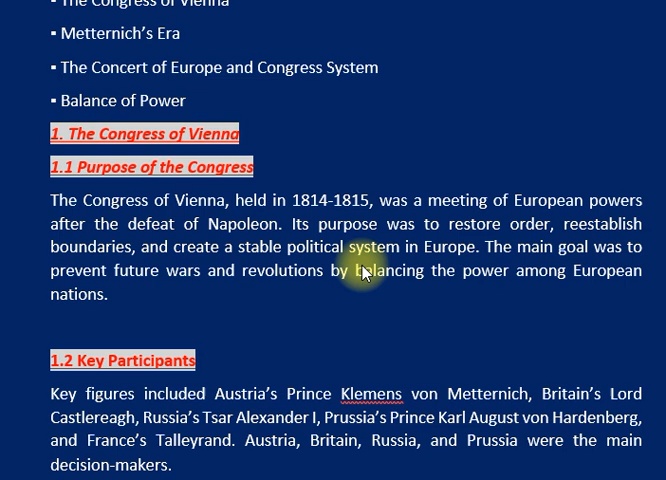 ▪ The Congress of Vienna
▪ Metternich’s Era
▪ The Concert of Europe and Congress System
▪ Balance of Power
1. The Congress of Vienna
1.1 Purpose of the Congress
The Congress of Vienna, held in 1814-1815, was a meeting of European powers
after the defeat of Napoleon. Its purpose was to restore order, reestablish
boundaries, and create a stable political system in Europe. The main goal was to
prevent future wars and revolutions by balancing the power among European
nations.
1.2 Key Participants
Key figures included Austria’s Prince Klemens von Metternich, Britain’s Lord
Castlereagh, Russia’s Tsar Alexander I, Prussia’s Prince Karl August von Hardenberg,
and France’s Talleyrand. Austria, Britain, Russia, and Prussia were the main
decision-makers.